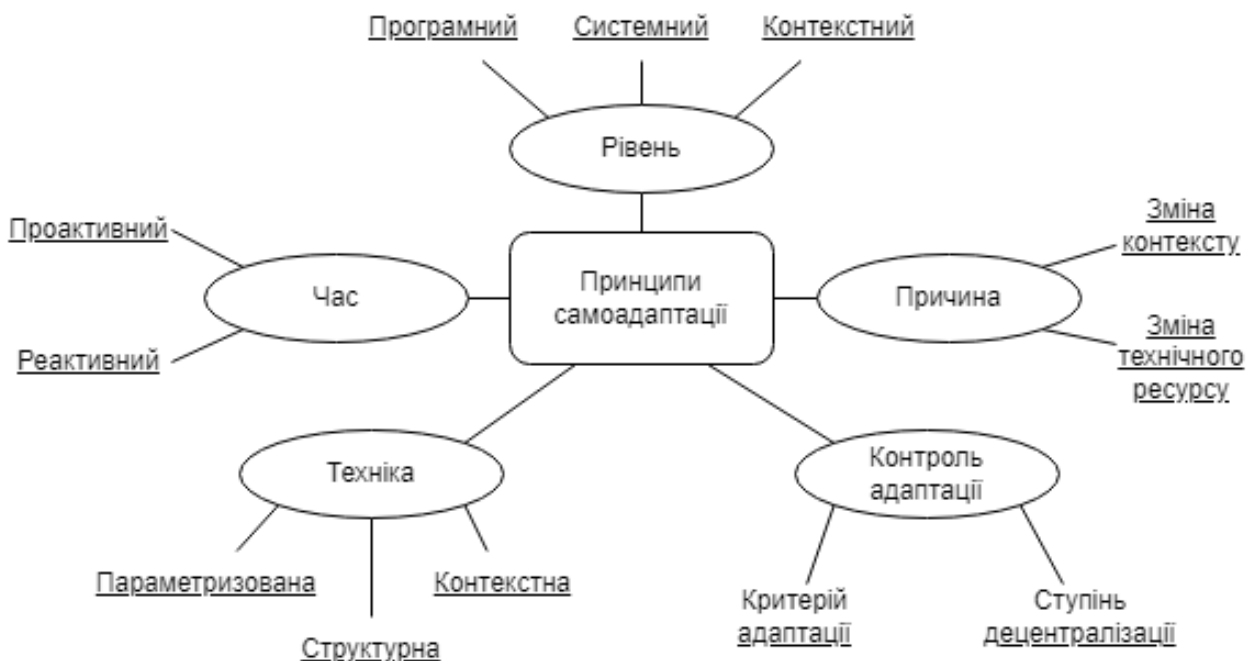 Програмний
Системний
Контекстний
Рівень
Проактивний
Зміна
контексту
Час
Принципи
самоадаптації
Причина
Реактивний
Зміна
технічного
ресурсу
Техніка
Контроль
адаптації
Параметризована
Контекстна
Структурна
Критерій
адаптації
Ступінь
децентралізації